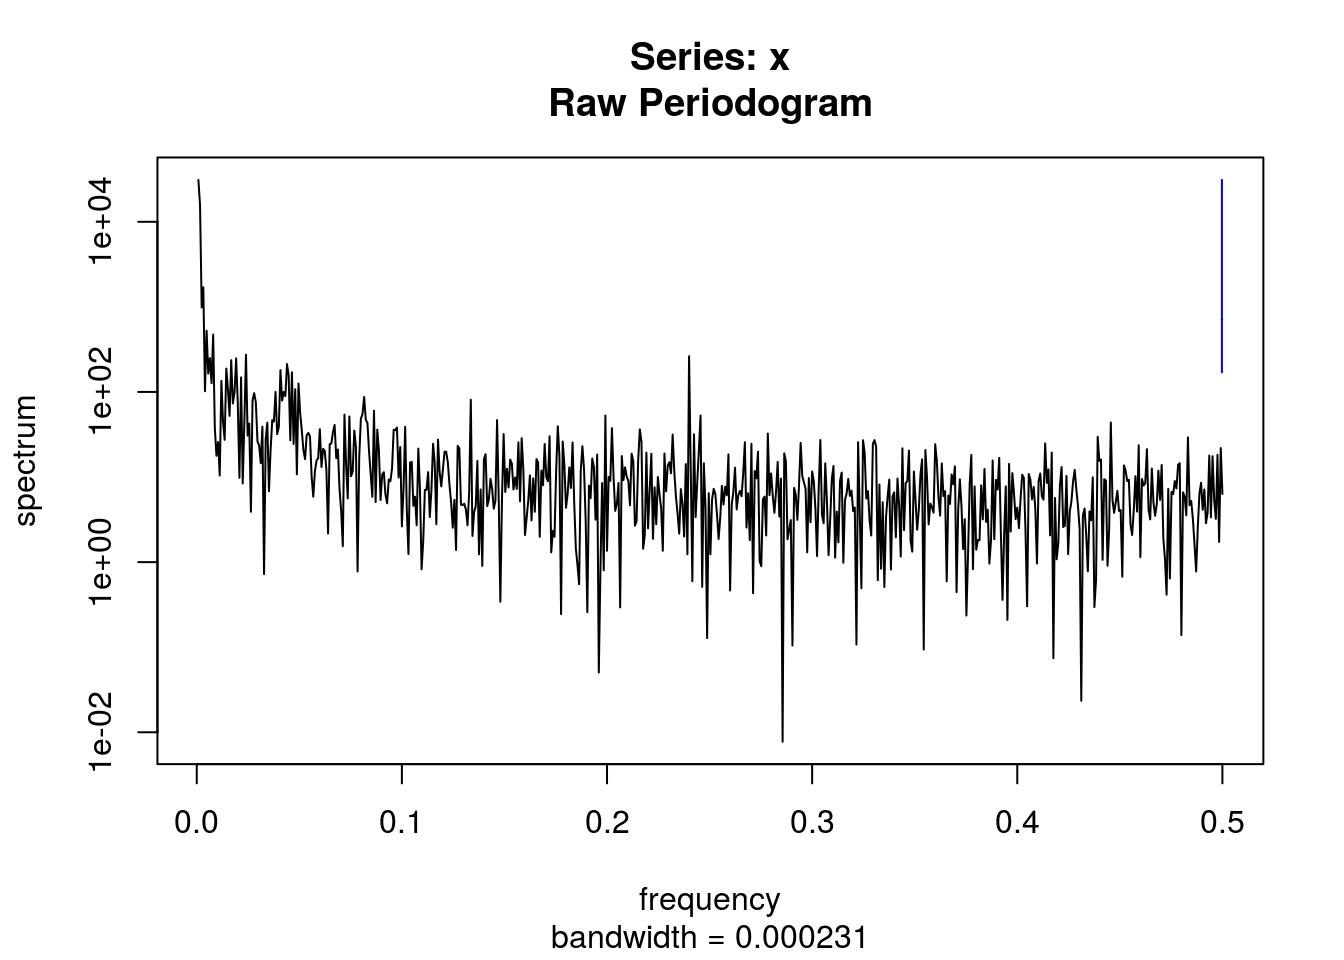 Series: x
Raw Periodogram
spectrum
1e+04
1e+02
1e+00
1e-02
0.0 0.1 0.2 0.3 0.4 0.5
frequency
bandwidth = 0.000231